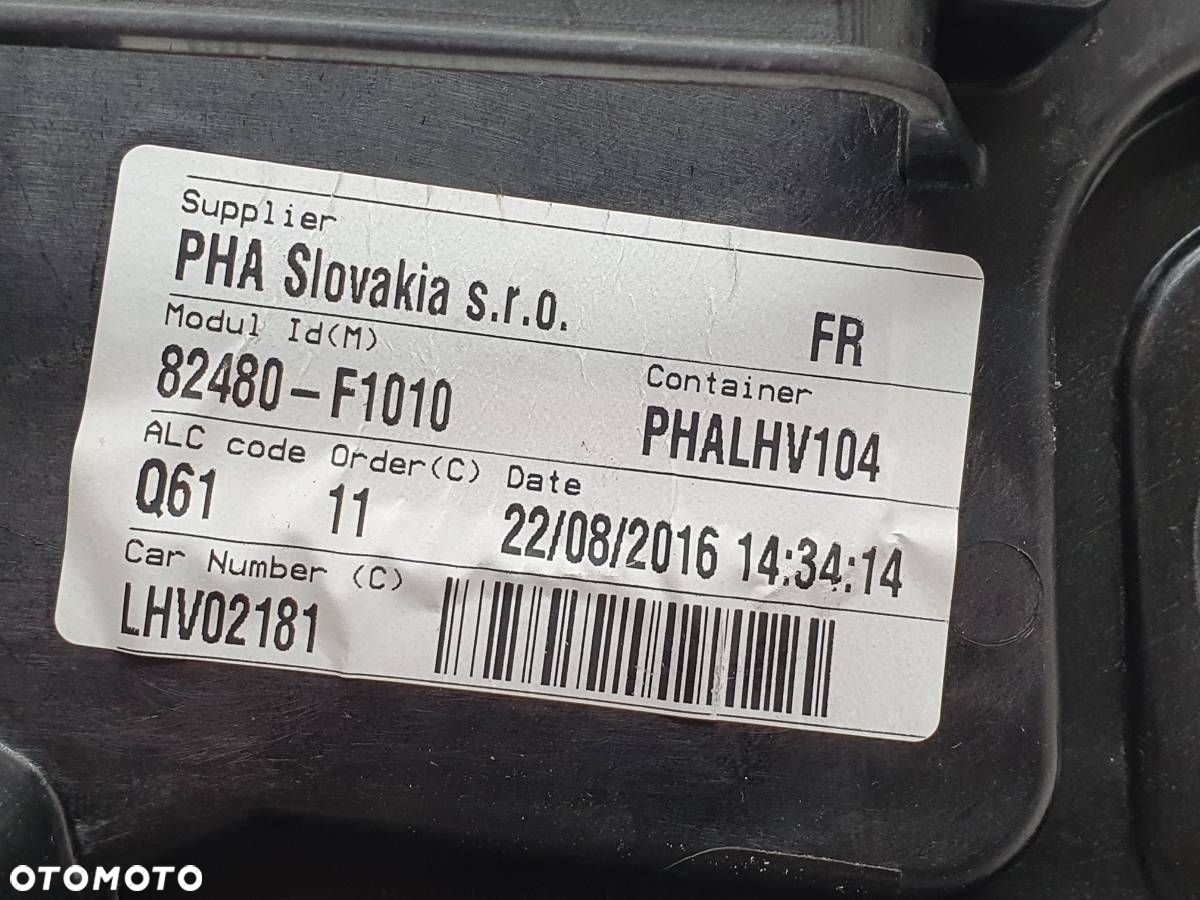 Supplier
PHA Slovakia s.r.o.
FR
Modul Id(M)
Container
82480-F1010
PHALHV104
ALC code Order(C) Date
Q61 11 22/08/2016 14:34:14
Car Number (C)
LHV02181
OTOMOTO